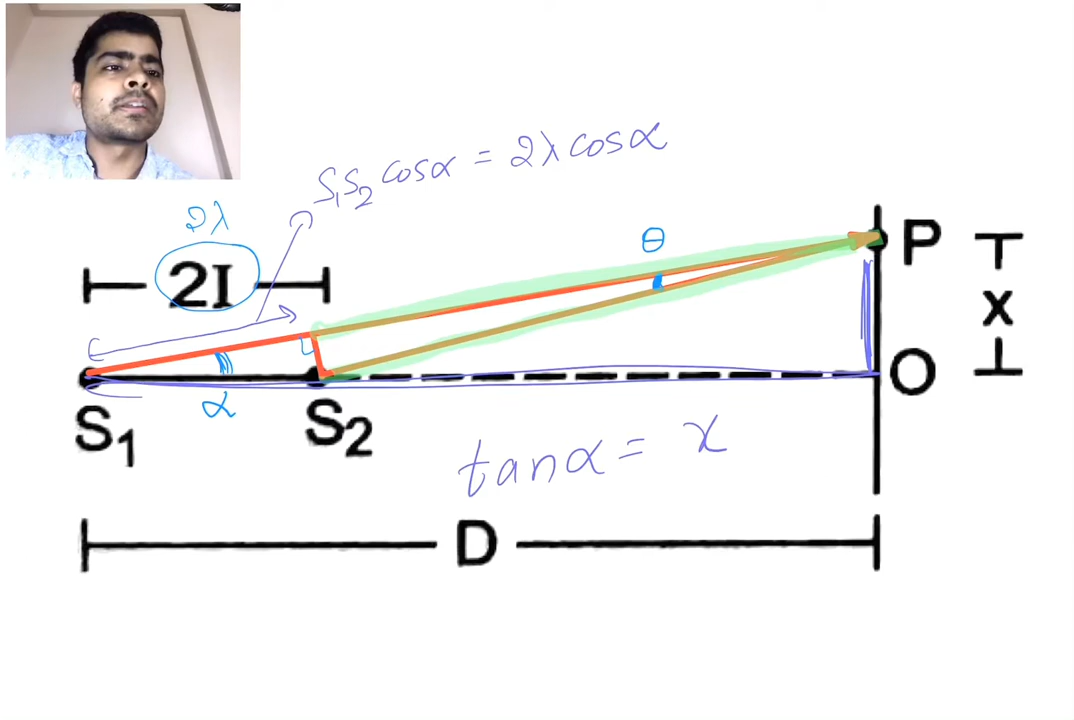 S₁S₂ cosα = 2λ cosα
2λ
2I
θ
P
X
O
α
S₁
S₂
tanα = x
D